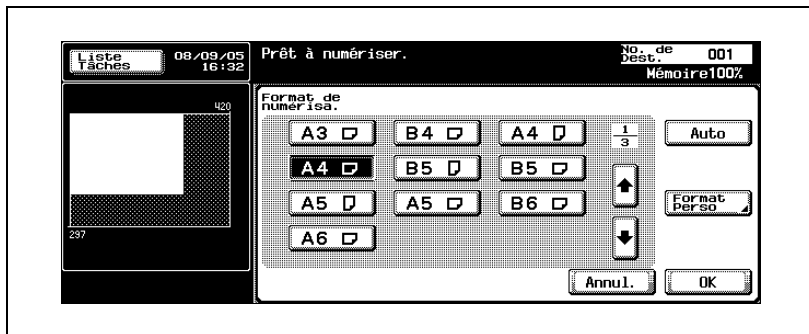 Liste Tâches
08/09/05
16:32
Prêt à numériser.
No. de Dest. 001
Mémoire100%
420
297
Format de
numérisa.
A3 B4 A4
1/3
Auto
A4 B5 B5
A5 A5 B6
Format
Perso
A6
Annul. OK